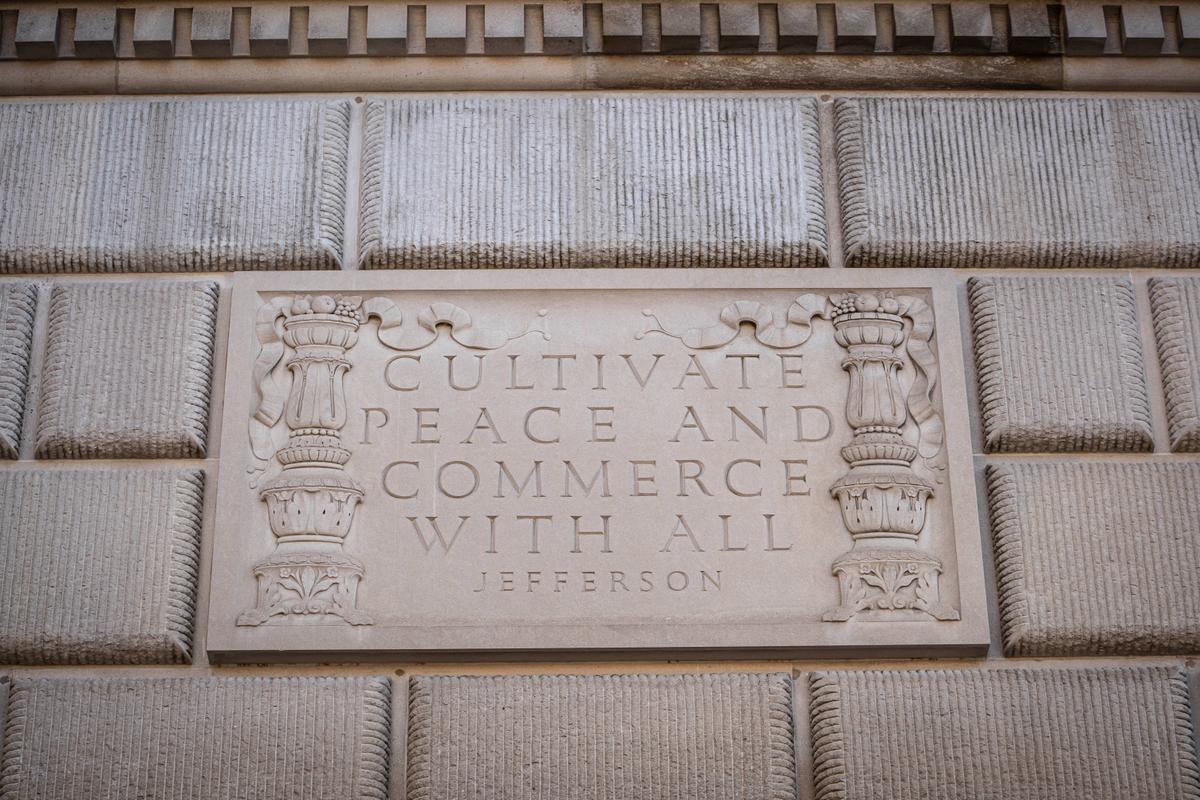 CULTIVATE
PEACE AND
COMMERCE
WITH ALL
JEFFERSON